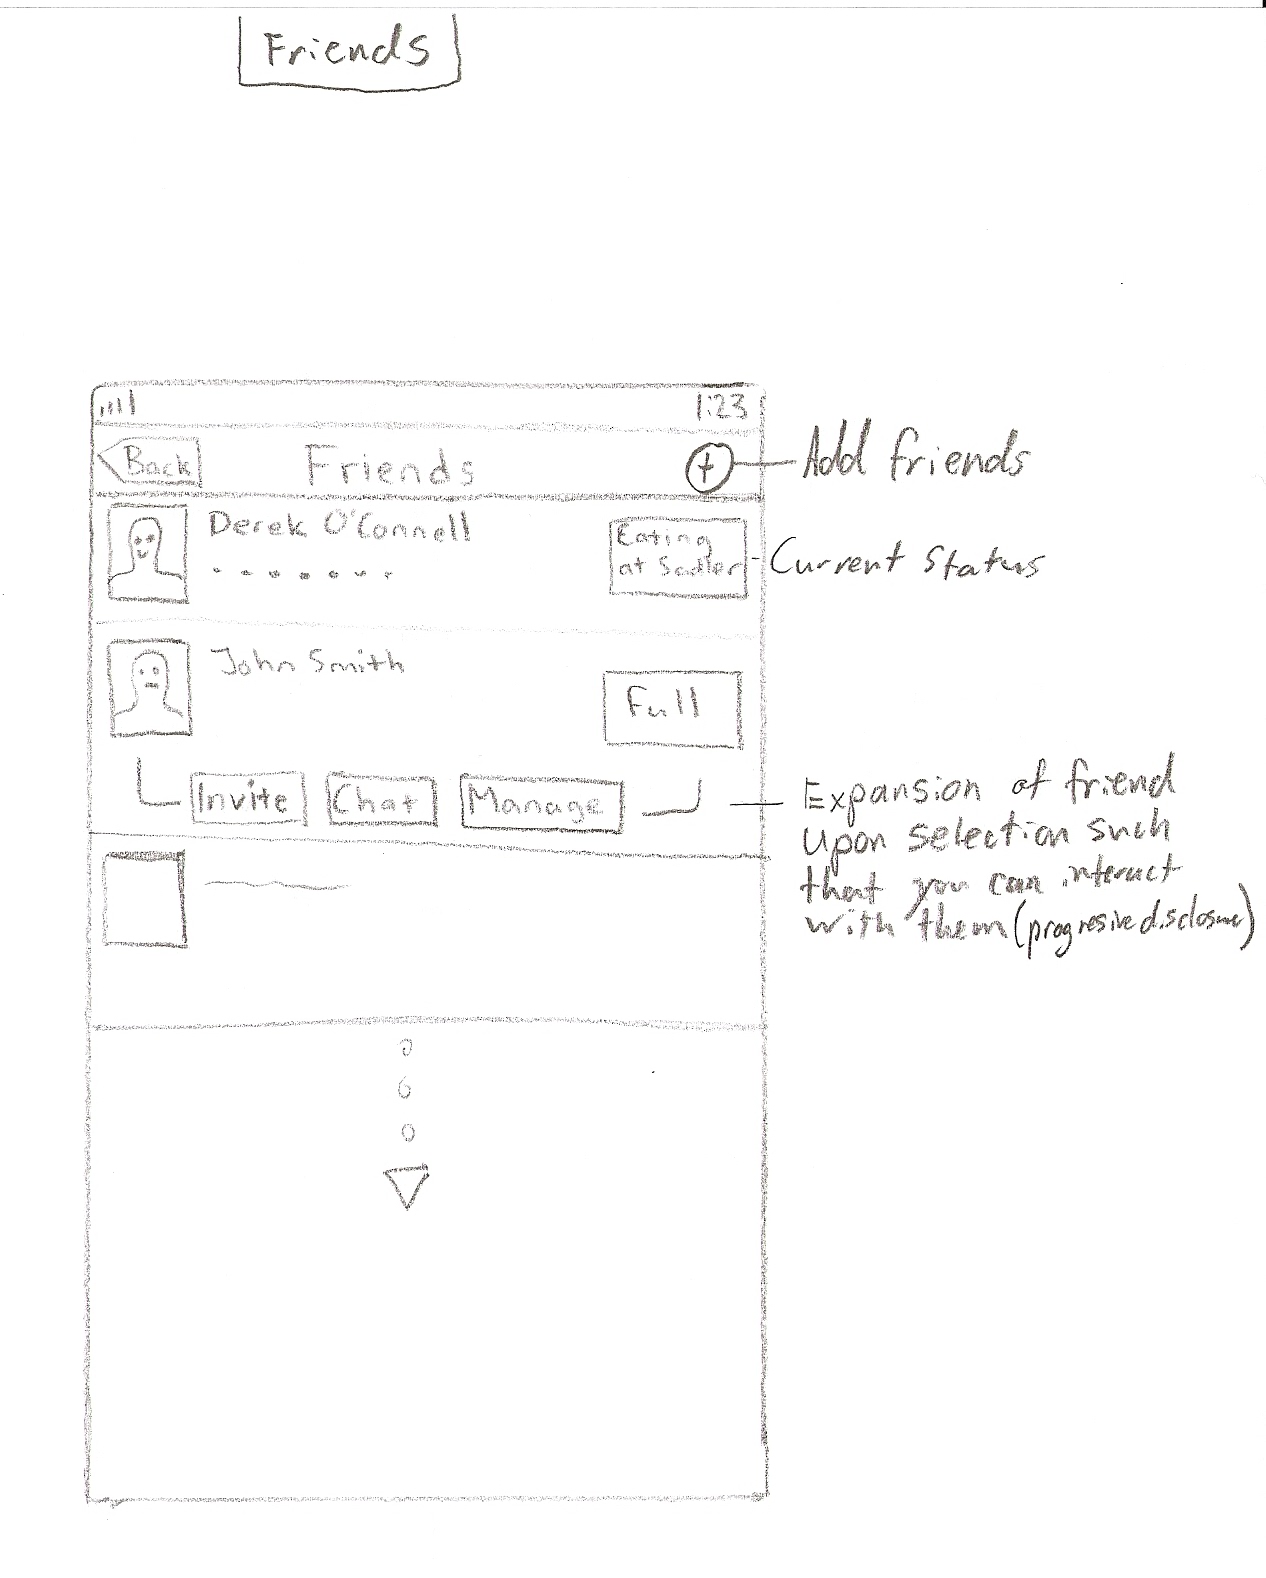 Friends
1:23
Back
Friends
+
Add friends
Derek O'Connell
Eating
at Sadler
Current Status
John Smith
Full
Invite
Chat
Manage
Expansion of friend
upon selection such
that you can interact
with them (progresive disclosure)